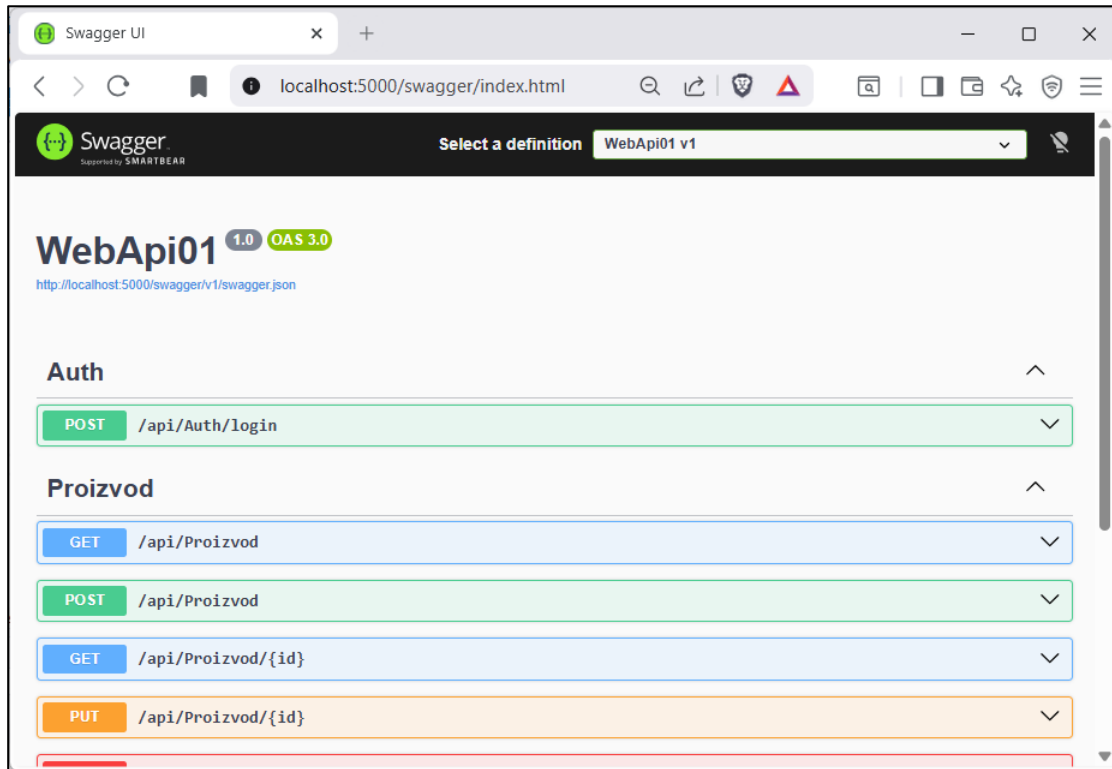 Swagger UI
localhost:5000/swagger/index.html
Swagger.
Supported by SMARTBEAR
Select a definition
WebApi01 v1
WebApi01 1.0 OAS 3.0
http://localhost:5000/swagger/v1/swagger.json
Auth
POST /api/Auth/login
Proizvod
GET /api/Proizvod
POST /api/Proizvod
GET /api/Proizvod/{id}
PUT /api/Proizvod/{id}